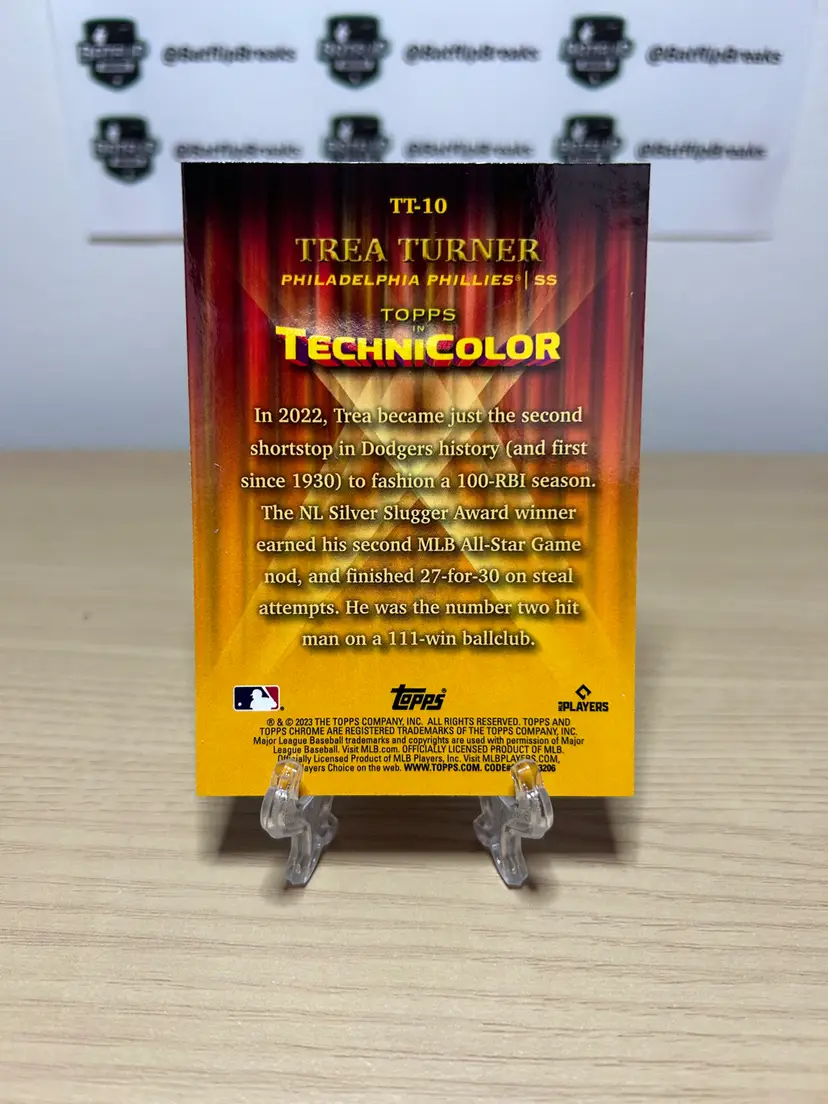 @BatflipBreaks @BatflipBreaks @BatflipBreaks
@BatflipBreaks @BatflipBreaks @BatflipBreaks
TT-10
TREA TURNER
PHILADELPHIA PHILLIES® | SS
TOPPS
IN
TECHNICOLOR
In 2022, Trea became just the second
shortstop in Dodgers history (and first
since 1930) to fashion a 100-RBI season.
The NL Silver Slugger Award winner
earned his second MLB All-Star Game
nod, and finished 27-for-30 on steal
attempts. He was the number two hit
man on a 111-win ballclub.
topps® PLAYERS
® & © 2023 THE TOPPS COMPANY, INC. ALL RIGHTS RESERVED. TOPPS AND
TOPPS CHROME ARE REGISTERED TRADEMARKS OF THE TOPPS COMPANY, INC.
Major League Baseball trademarks and copyrights are used with permission of Major
League Baseball. Visit MLB.com. OFFICIALLY LICENSED PRODUCT OF MLB.
Officially Licensed Product of MLB Players, Inc. Visit MLBPLAYERS.COM,
Choice on the web. WWW.TOPPS.COM.